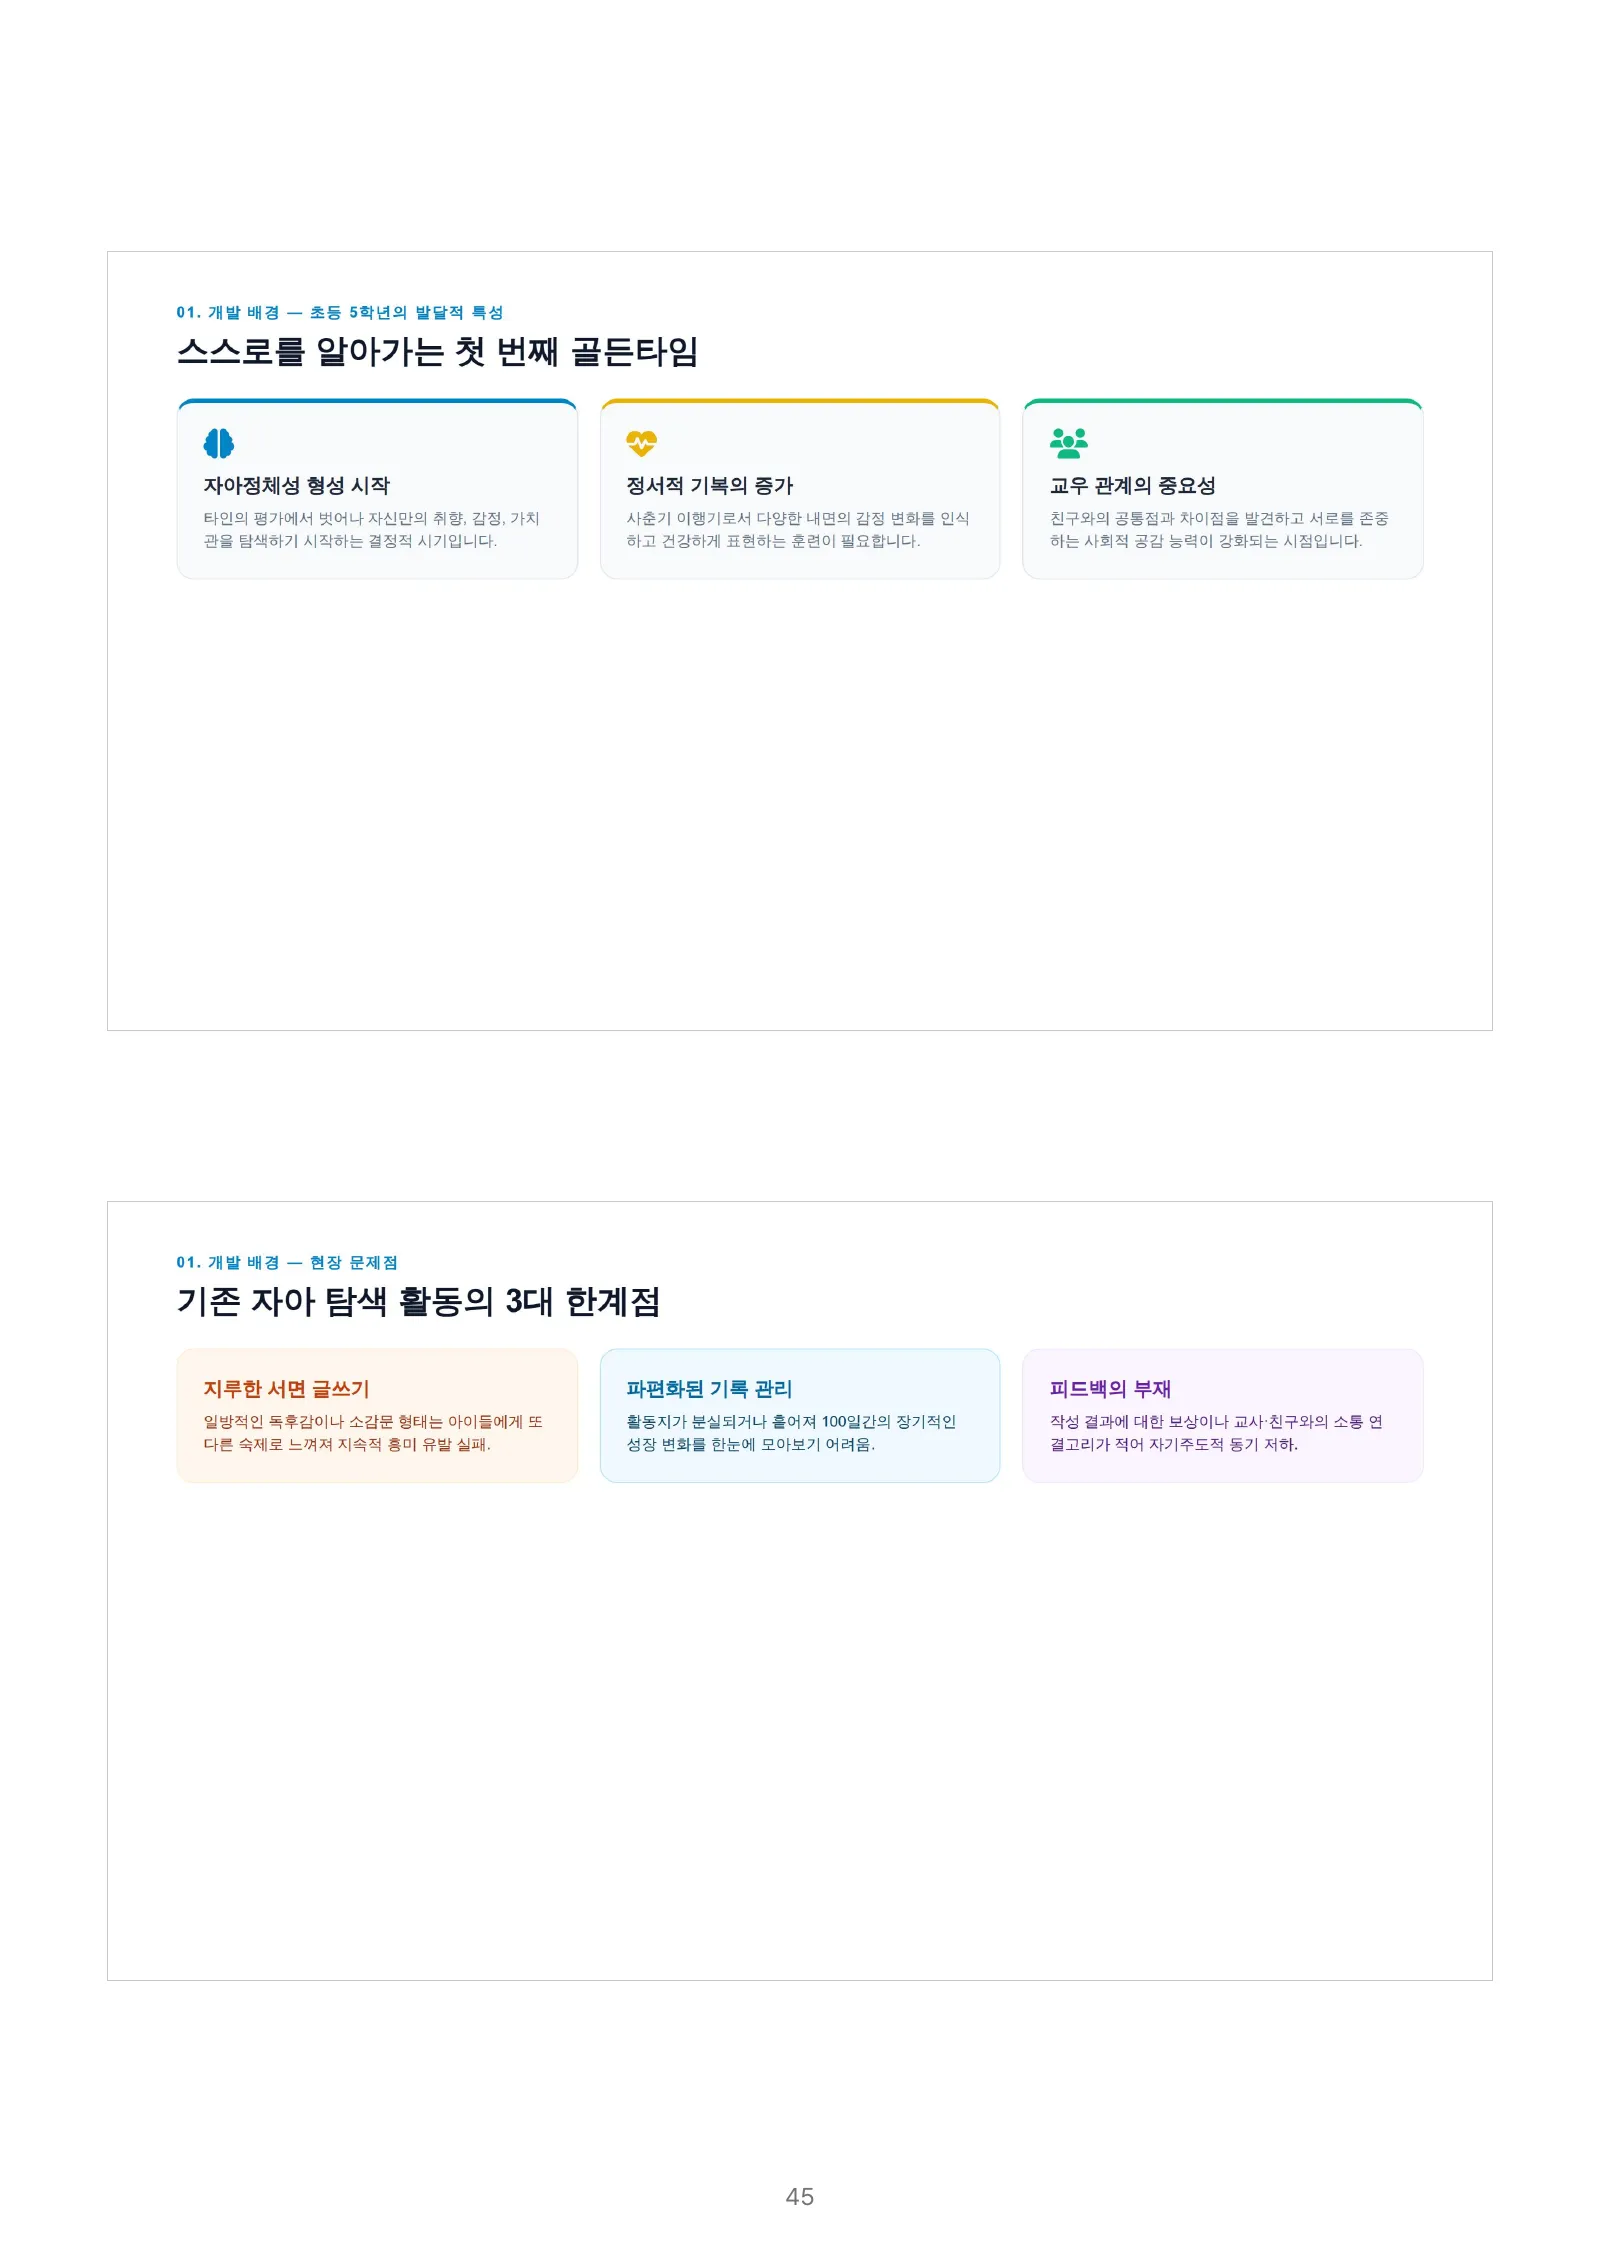 01. 개발 배경 — 초등 5학년의 발달적 특성
스스로를 알아가는 첫 번째 골든타임
자아정체성 형성 시작
타인의 평가에서 벗어나 자신만의 취향, 감정, 가치
관을 탐색하기 시작하는 결정적 시기입니다.
정서적 기복의 증가
사춘기 이행기로서 다양한 내면의 감정 변화를 인식
하고 건강하게 표현하는 훈련이 필요합니다.
교우 관계의 중요성
친구와의 공통점과 차이점을 발견하고 서로를 존중
하는 사회적 공감 능력이 강화되는 시점입니다.
01. 개발 배경 — 현장 문제점
기존 자아 탐색 활동의 3대 한계점
지루한 서면 글쓰기
일방적인 독후감이나 소감문 형태는 아이들에게 또
다른 숙제로 느껴져 지속적 흥미 유발 실패.
파편화된 기록 관리
활동지가 분실되거나 흩어져 100일간의 장기적인
성장 변화를 한눈에 모아보기 어려움.
피드백의 부재
작성 결과에 대한 보상이나 교사·친구와의 소통 연
결고리가 적어 자기주도적 동기 저하.
45